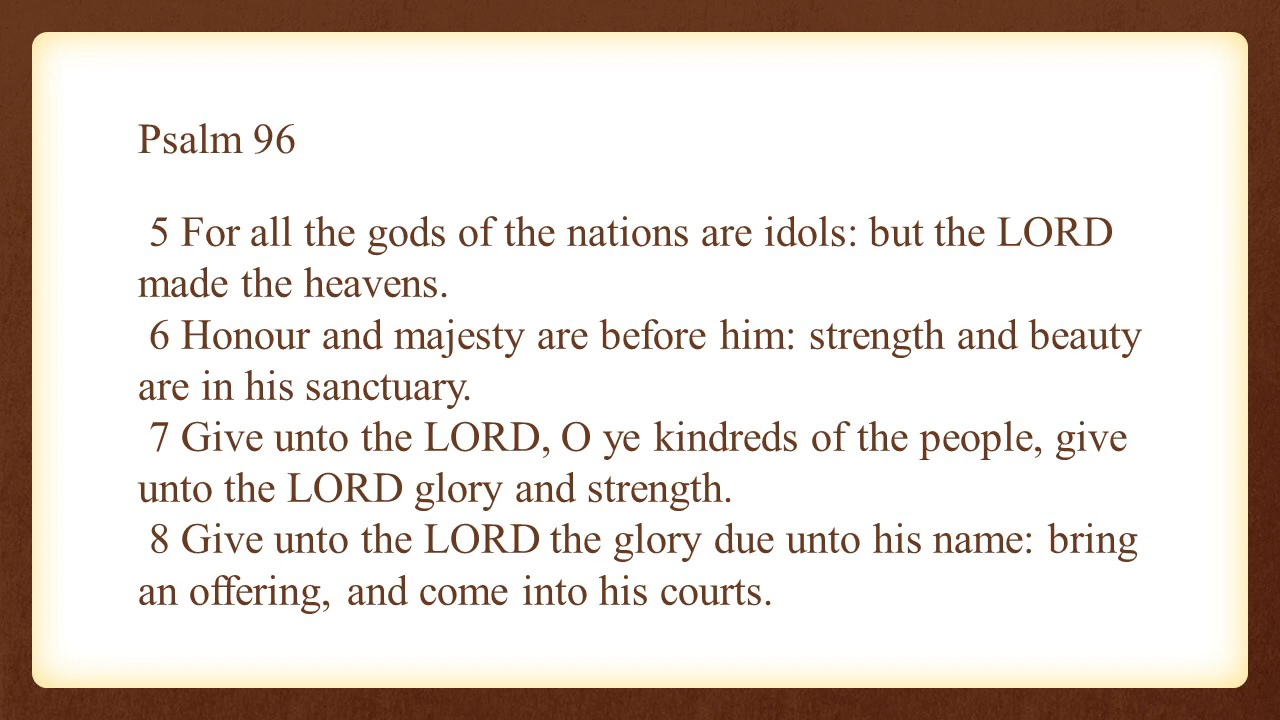 Psalm 96
5 For all the gods of the nations are idols: but the LORD
made the heavens.
6 Honour and majesty are before him: strength and beauty
are in his sanctuary.
7 Give unto the LORD, O ye kindreds of the people, give
unto the LORD glory and strength.
8 Give unto the LORD the glory due unto his name: bring
an offering, and come into his courts.